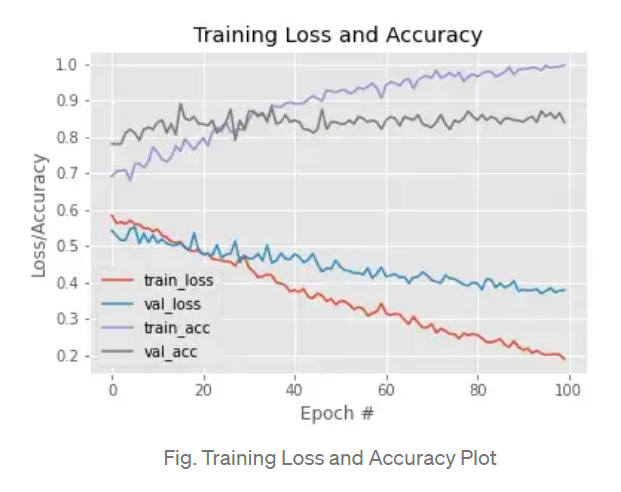 Training Loss and Accuracy
1.0
0.9
0.8
0.7
0.6
0.5
0.4
0.3
0.2
Loss/Accuracy
train_loss
val_loss
train_acc
val_acc
0 20 40 60 80 100
Epoch #
Fig. Training Loss and Accuracy Plot